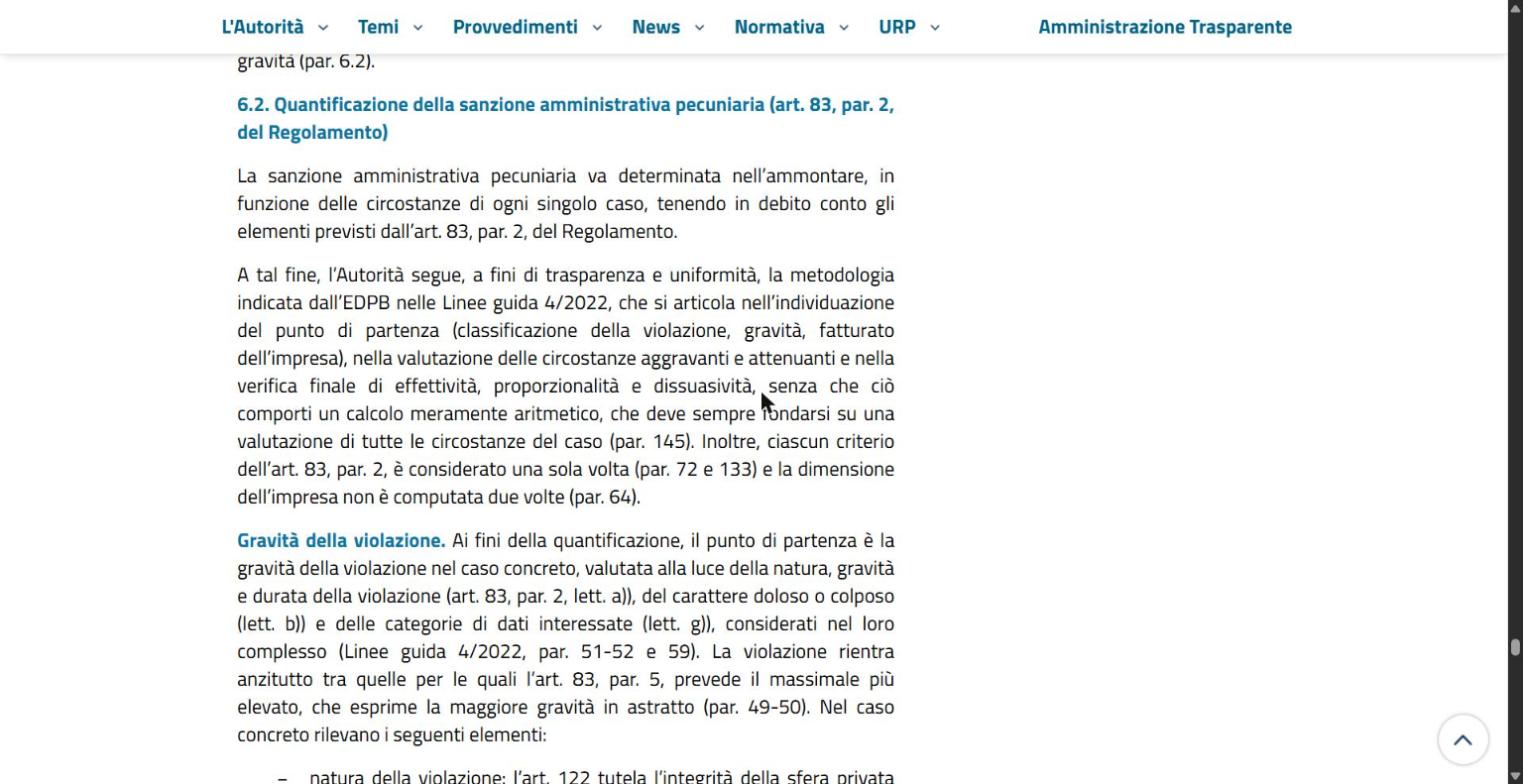 L'Autorità Temi Provvedimenti News Normativa URP Amministrazione Trasparente
gravità (par. 6.2).
6.2. Quantificazione della sanzione amministrativa pecuniaria (art. 83, par. 2,
del Regolamento)
La sanzione amministrativa pecuniaria va determinata nell’ammontare, in
funzione delle circostanze di ogni singolo caso, tenendo in debito conto gli
elementi previsti dall’art. 83, par. 2, del Regolamento.
A tal fine, l’Autorità segue, a fini di trasparenza e uniformità, la metodologia
indicata dall’EDPB nelle Linee guida 4/2022, che si articola nell’individuazione
del punto di partenza (classificazione della violazione, gravità, fatturato
dell’impresa), nella valutazione delle circostanze aggravanti e attenuanti e nella
verifica finale di effettività, proporzionalità e dissuasività, senza che ciò
comporti un calcolo meramente aritmetico, che deve sempre fondarsi su una
valutazione di tutte le circostanze del caso (par. 145). Inoltre, ciascun criterio
dell’art. 83, par. 2, è considerato una sola volta (par. 72 e 133) e la dimensione
dell’impresa non è computata due volte (par. 64).
Gravità della violazione. Ai fini della quantificazione, il punto di partenza è la
gravità della violazione nel caso concreto, valutata alla luce della natura, gravità
e durata della violazione (art. 83, par. 2, lett. a)), del carattere doloso o colposo
(lett. b)) e delle categorie di dati interessate (lett. g)), considerati nel loro
complesso (Linee guida 4/2022, par. 51-52 e 59). La violazione rientra
anzitutto tra quelle per le quali l’art. 83, par. 5, prevede il massimale più
elevato, che esprime la maggiore gravità in astratto (par. 49-50). Nel caso
concreto rilevano i seguenti elementi:
– natura della violazione: l’art. 122 tutela l’integrità della sfera privata